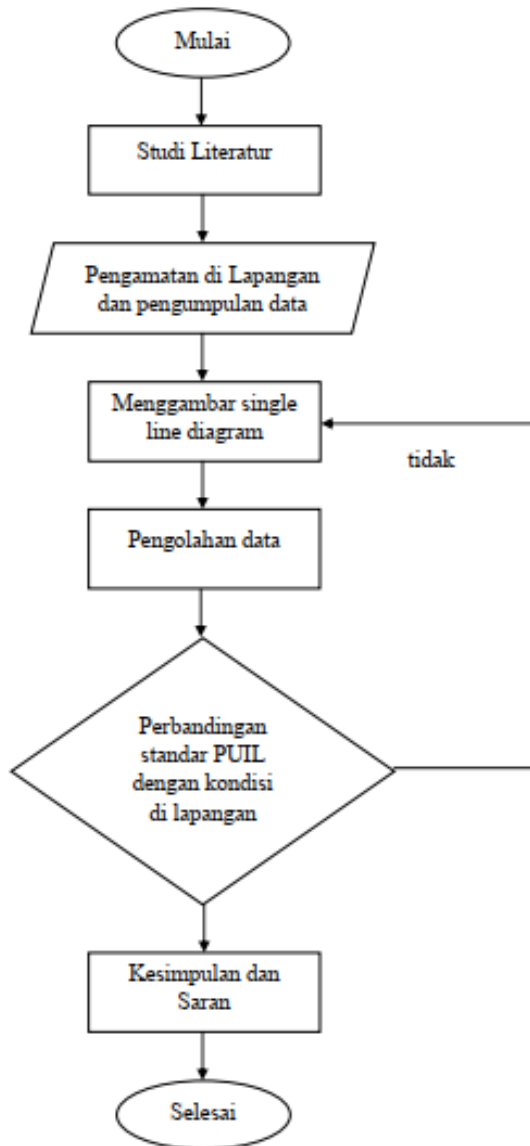 Mulai
Studi Literatur
Pengamatan di Lapangan
dan pengumpulan data
Menggambar single
line diagram
tidak
Pengolahan data
Perbandingan
standar PUIL
dengan kondisi
di lapangan
Kesimpulan dan
Saran
Selesai